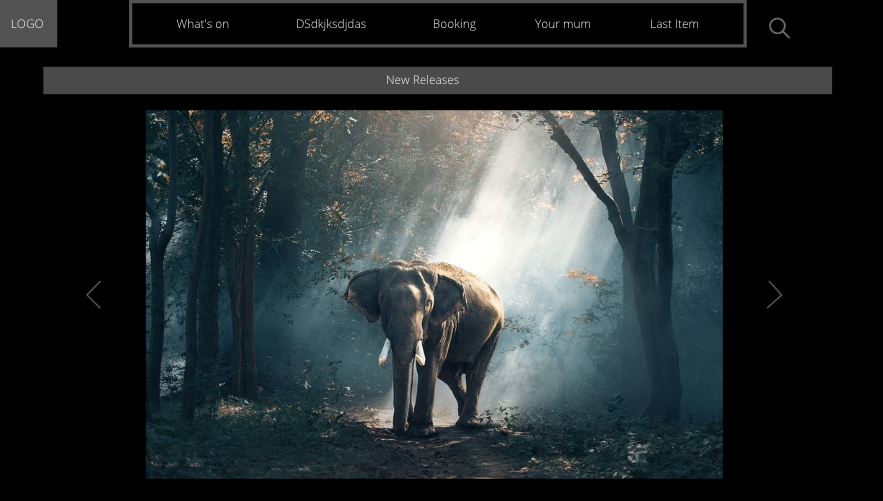 LOGO
What's on DSdkjksdjdas Booking Your mum Last Item
New Releases